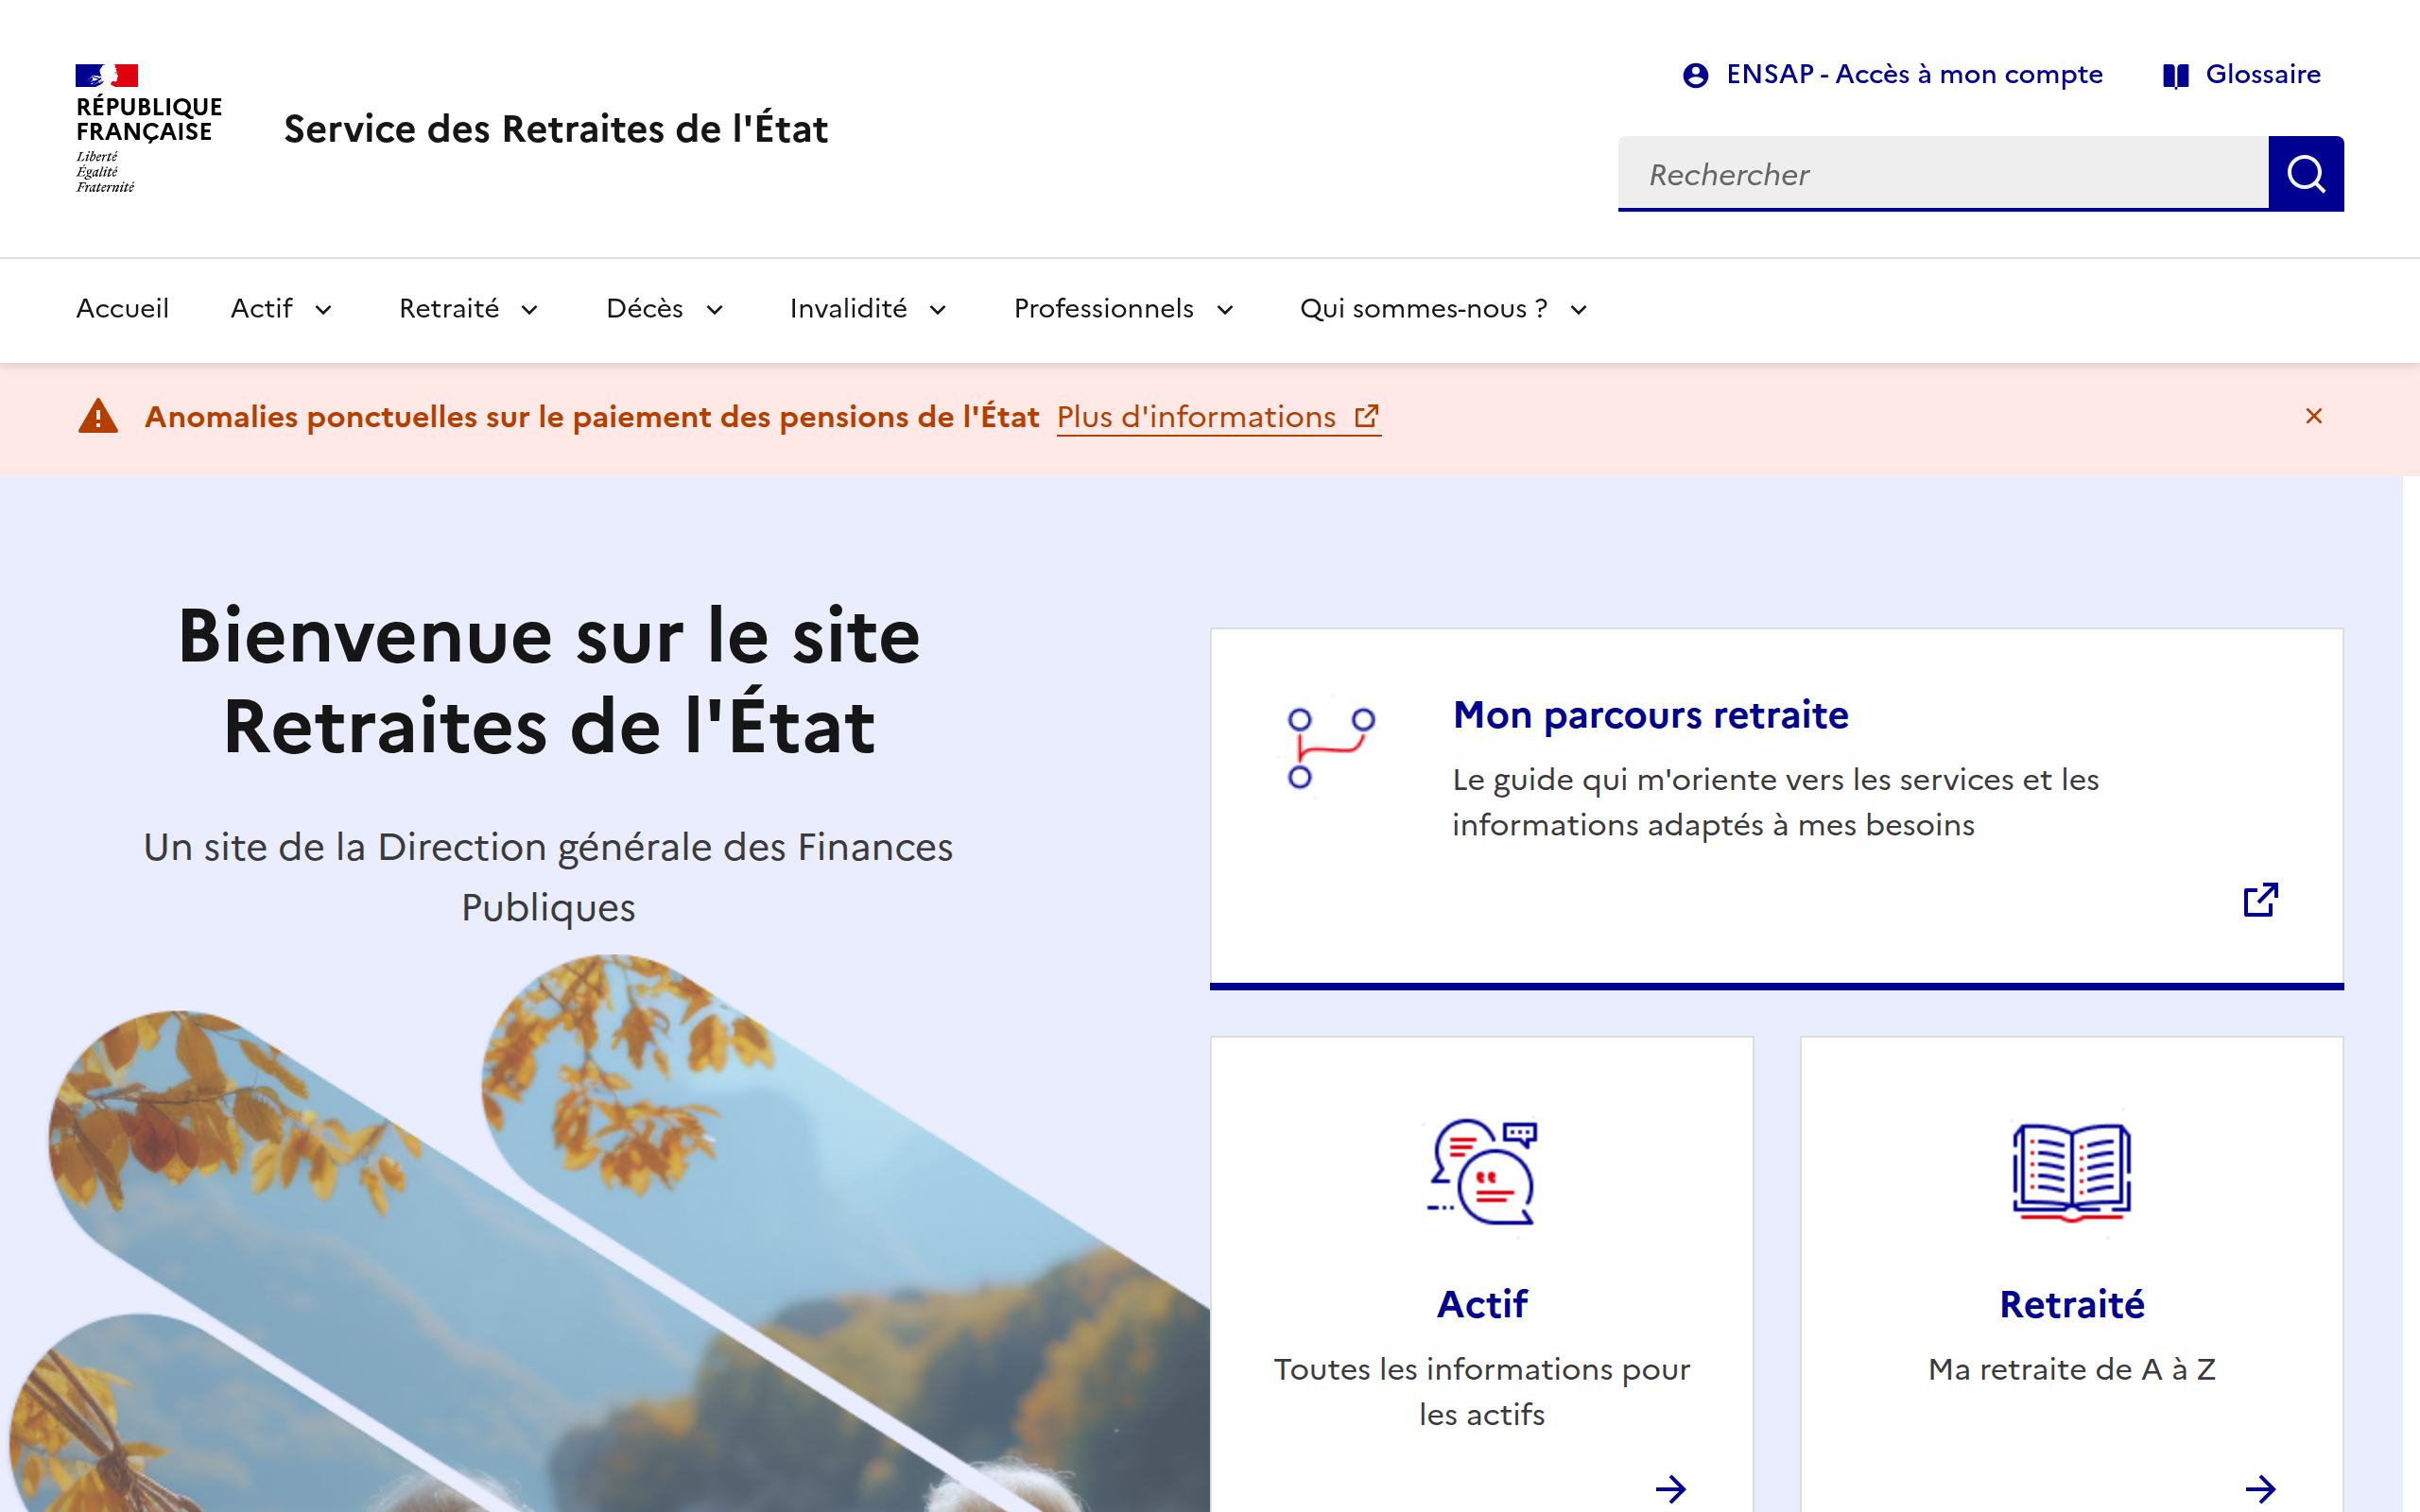 RÉPUBLIQUE
FRANÇAISE
Liberté
Égalité
Fraternité
Service des Retraites de l'État
ENSAP - Accès à mon compte
Glossaire
Rechercher
Accueil
Actif
Retraité
Décès
Invalidité
Professionnels
Qui sommes-nous ?
Anomalies ponctuelles sur le paiement des pensions de l'État Plus d'informations
Bienvenue sur le site
Retraites de l'État
Un site de la Direction générale des Finances
Publiques
Mon parcours retraite
Le guide qui m'oriente vers les services et les
informations adaptés à mes besoins
Actif
Toutes les informations pour
les actifs
Retraité
Ma retraite de A à Z